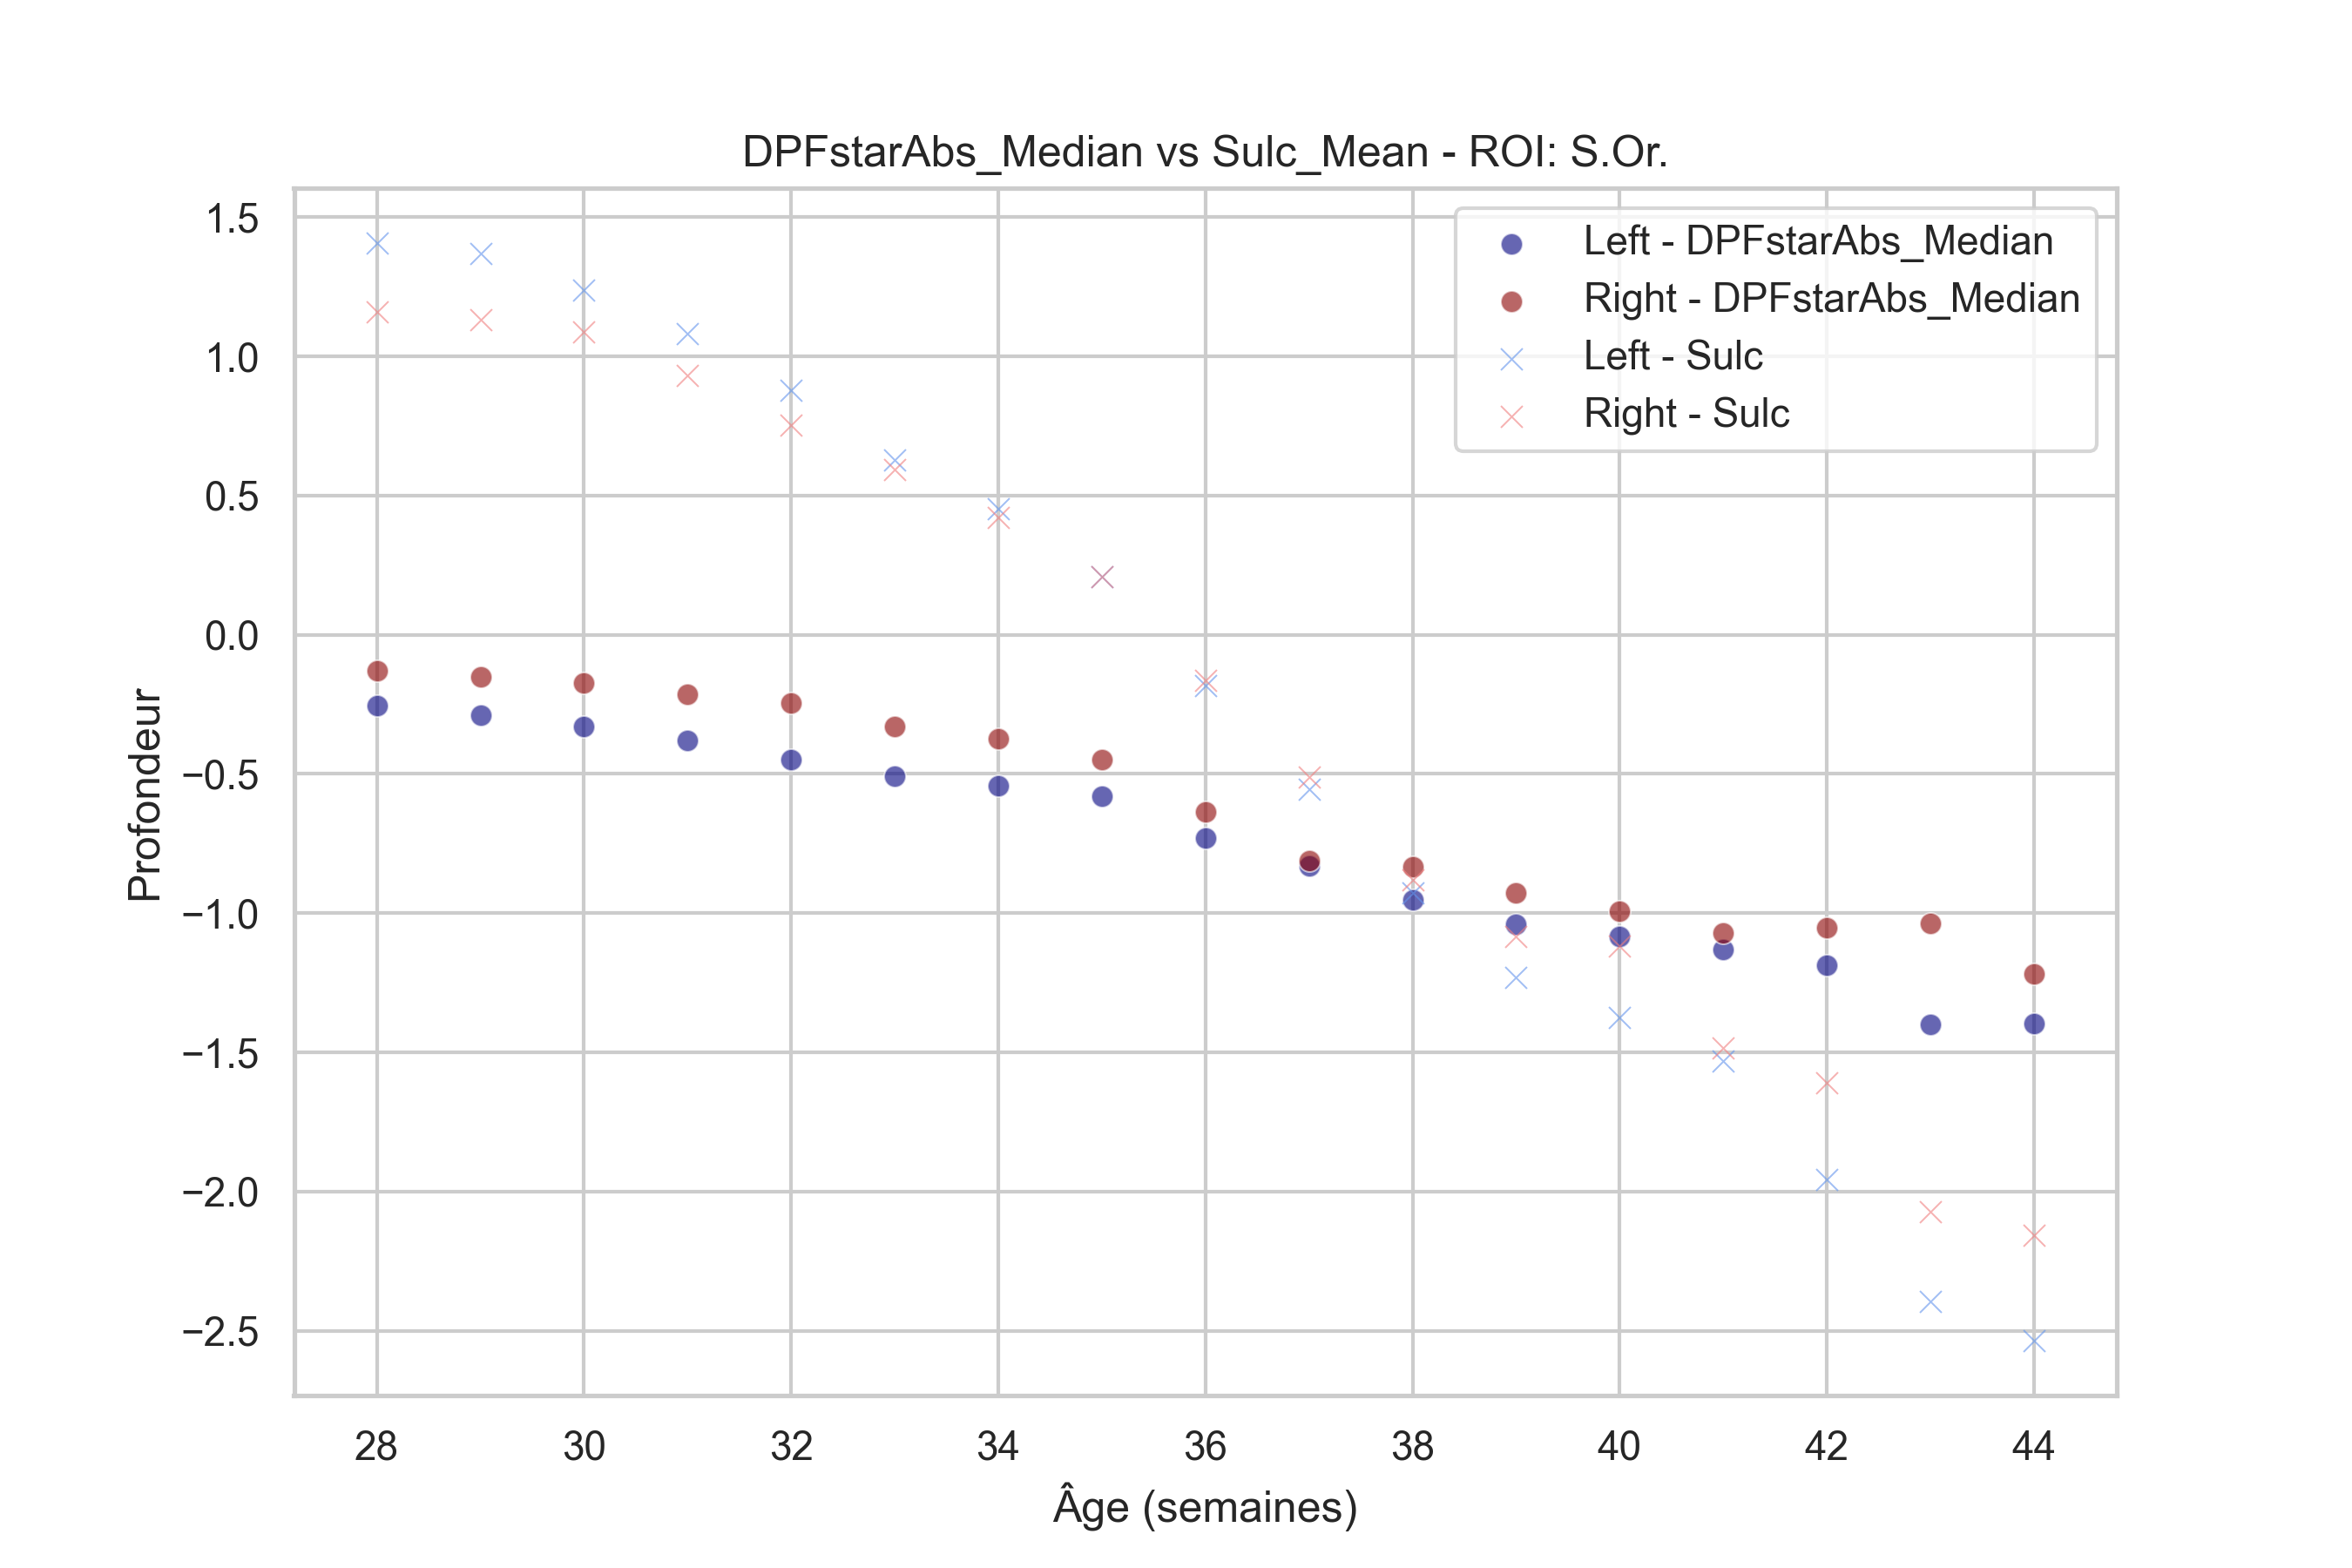 DPFstarAbs_Median vs Sulc_Mean - ROI: S.Or.
1.5
1.0
0.5
0.0
−0.5
−1.0
−1.5
−2.0
−2.5
Profondeur
Left - DPFstarAbs_Median
Right - DPFstarAbs_Median
Left - Sulc
Right - Sulc
28 30 32 34 36 38 40 42 44
Âge (semaines)